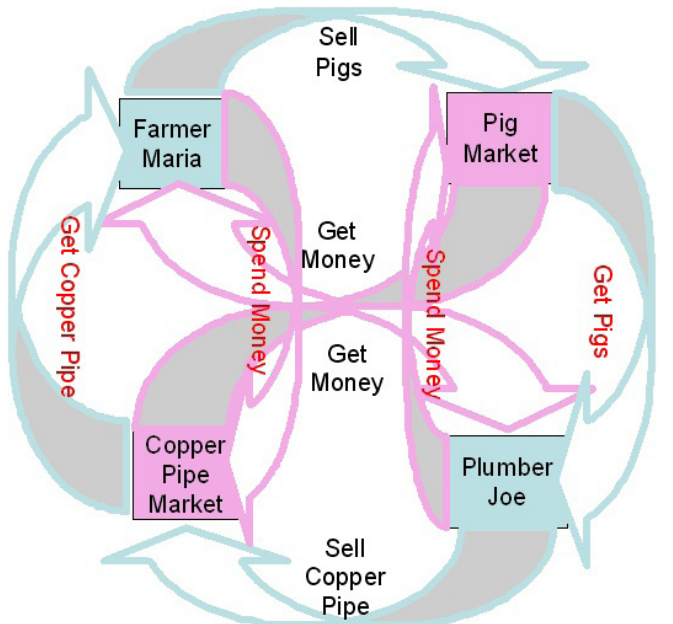 Sell
Pigs
Farmer
Maria
Pig
Market
Get Copper Pipe
Spend Money
Get
Money
Spend Money
Get Pigs
Get
Money
Copper
Pipe
Market
Plumber
Joe
Sell
Copper
Pipe